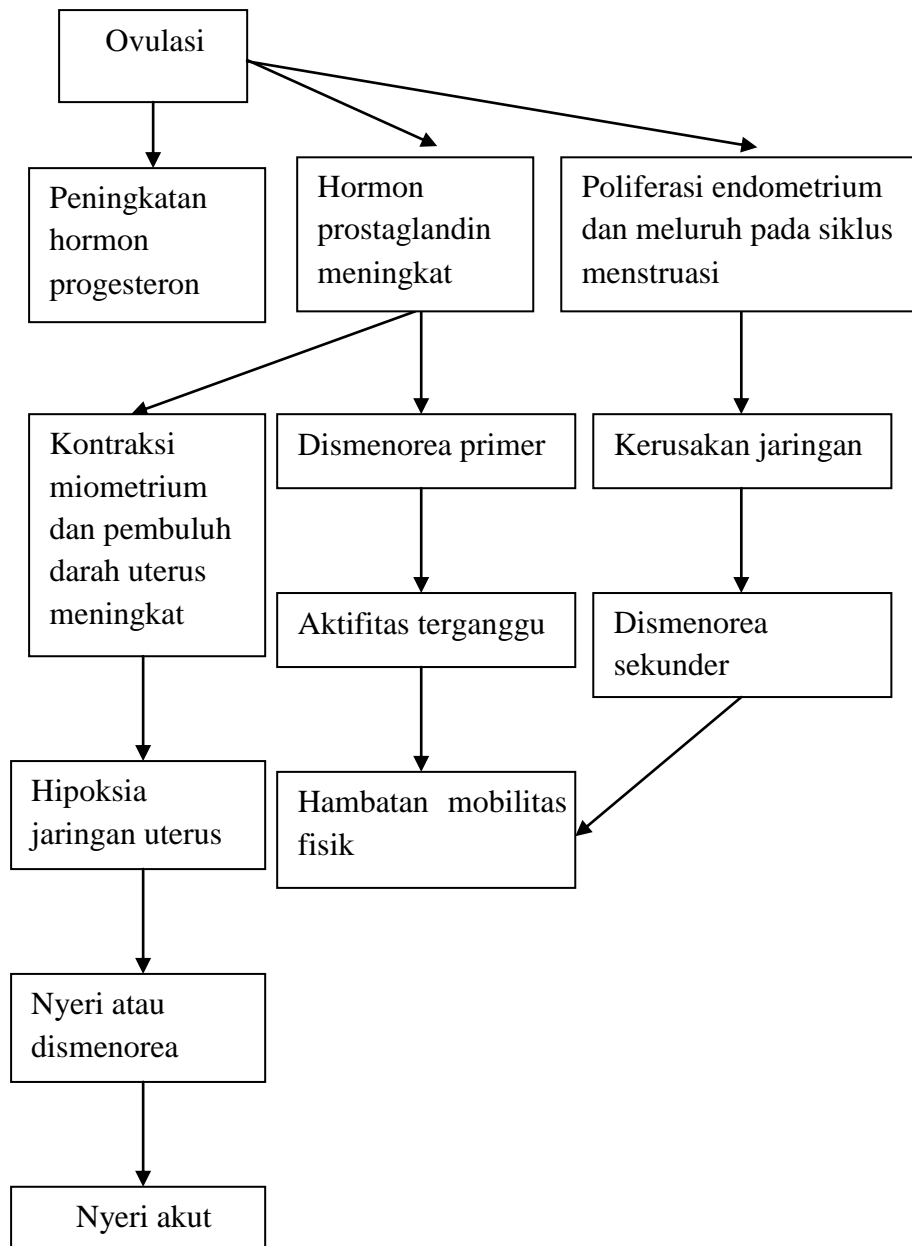 Ovulasi
Peningkatan
hormon
progesteron
Hormon
prostaglandin
meningkat
Poliferasi endometrium
dan meluruh pada siklus
menstruasi
Kontraksi
miometrium
dan pembuluh
darah uterus
meningkat
Dismenorea primer
Kerusakan jaringan
Aktifitas terganggu
Dismenorea
sekunder
Hipoksia
jaringan uterus
Hambatan mobilitas
fisik
Nyeri atau
dismenorea
Nyeri akut